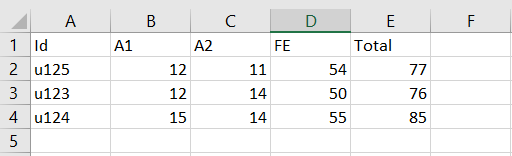 A B C D E F
1 Id A1 A2 FE Total
2 u125 12 11 54 77
3 u123 12 14 50 76
4 u124 15 14 55 85
5